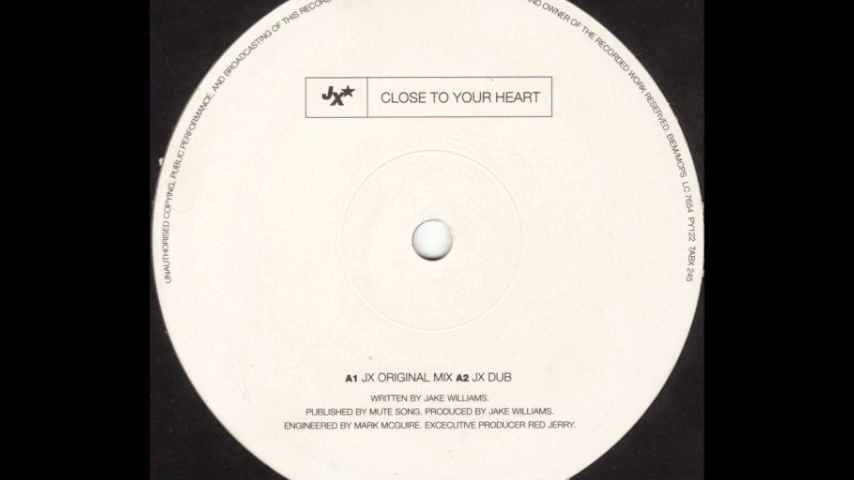 UNAUTHORISED COPYING, PUBLIC PERFORMANCE, AND BROADCASTING OF THIS RECORD
AND OWNER OF THE RECORDED WORK RESERVED. BIEM/MCPS LC 7654 PY122 TABX 245
JX CLOSE TO YOUR HEART
A1 JX ORIGINAL MIX A2 JX DUB
WRITTEN BY JAKE WILLIAMS.
PUBLISHED BY MUTE SONG. PRODUCED BY JAKE WILLIAMS.
ENGINEERED BY MARK MCGUIRE. EXCECUTIVE PRODUCER RED JERRY.